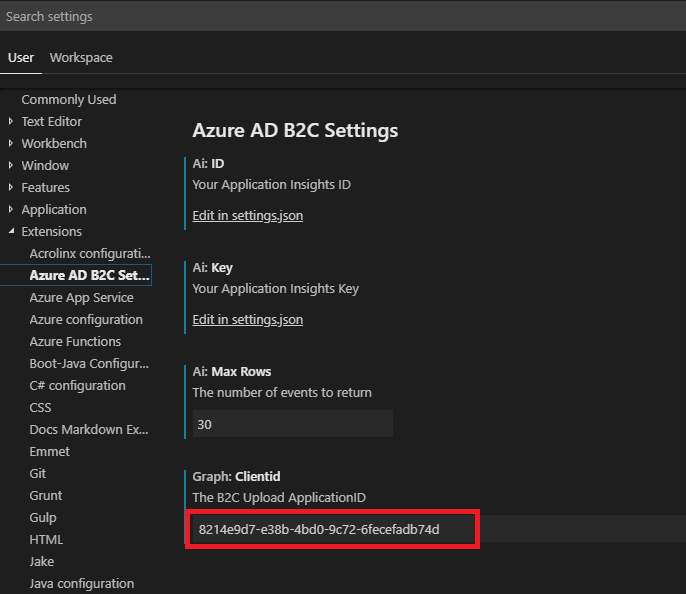 Search settings
User Workspace
Commonly Used
Text Editor
Workbench
Window
Features
Application
Extensions
Acrolinx configurati...
Azure AD B2C Set...
Azure App Service
Azure configuration
Azure Functions
Boot-Java Configur...
C# configuration
CSS
Docs Markdown Ex...
Emmet
Git
Grunt
Gulp
HTML
Jake
Java configuration
Azure AD B2C Settings
Ai: ID
Your Application Insights ID
Edit in settings.json
Ai: Key
Your Application Insights Key
Edit in settings.json
Ai: Max Rows
The number of events to return
30
Graph: Clientid
The B2C Upload ApplicationID
8214e9d7-e38b-4bd0-9c72-6fecefadb74d